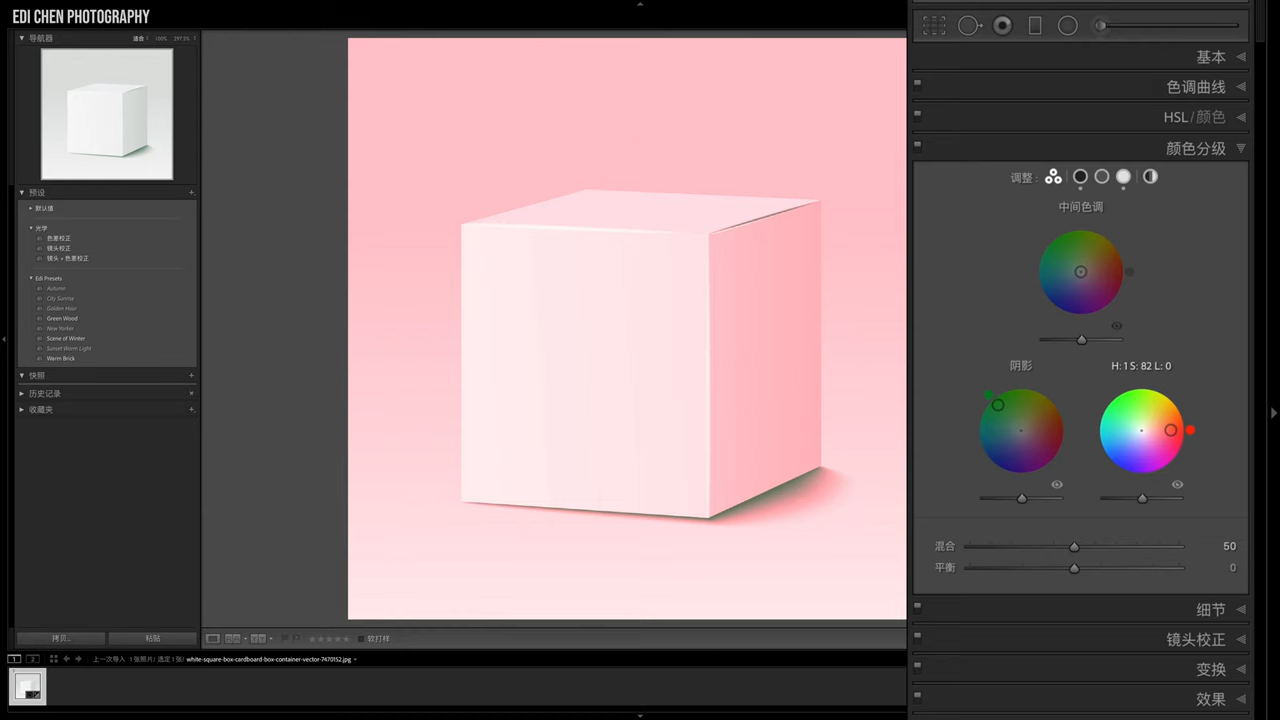 EDI CHEN PHOTOGRAPHY
导航器
适合
100%
297.5%
预设
默认值
光学
色差校正
镜头校正
镜头 + 色差校正
Edi Presets
Autumn
City Sunrise
Golden Hour
Green Wood
New Yorker
Scene of Winter
Sunset Warm Light
Warm Brick
快照
历史记录
收藏夹
拷贝...
粘贴
软打样
1 2 上一次导入 1 张照片/ 选定 1 张/ white-square-box-cardboard-box-container-vector-7470152.jpg
基本
色调曲线
HSL / 颜色
颜色分级
调整:
中间色调
阴影
H: 1 S: 82 L: 0
混合 50
平衡 0
细节
镜头校正
变换
效果